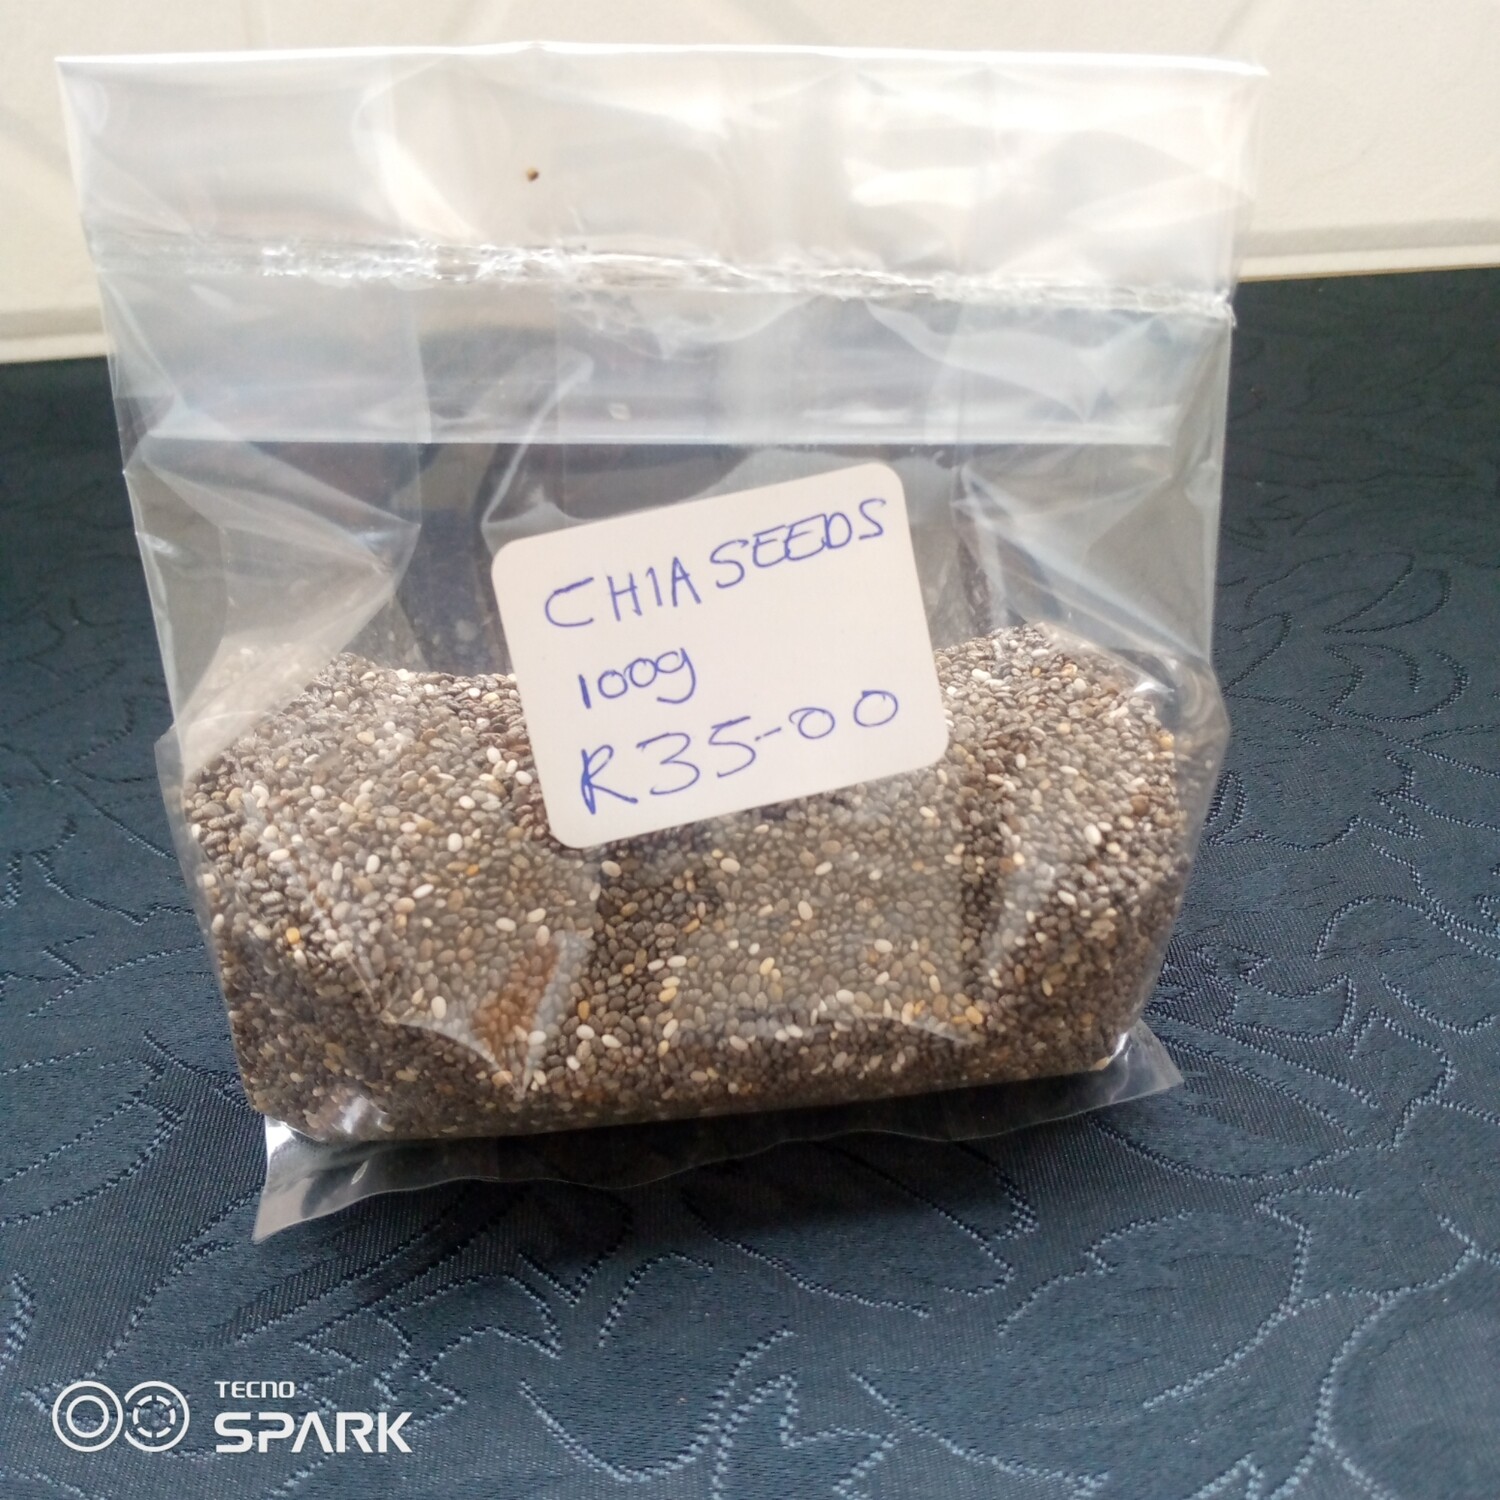 CHIA SEEDS
100g
R35-00
TECNO
SPARK